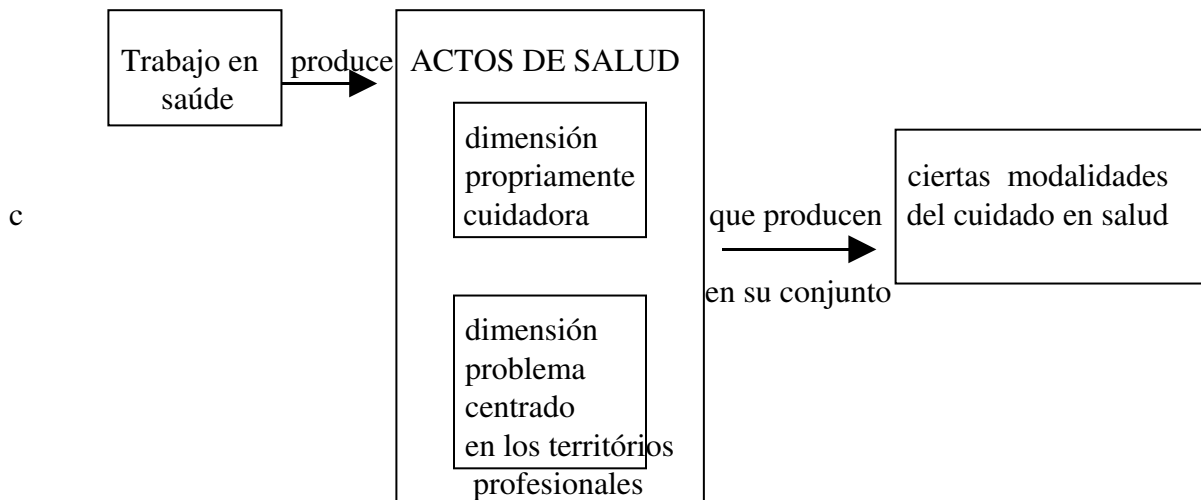 Trabajo en
saúde
produce
ACTOS DE SALUD
dimensión
propriamente
cuidadora
dimensión
problema
centrado
en los territórios
profesionales
c
que producen
en su conjunto
ciertas modalidades
del cuidado en salud